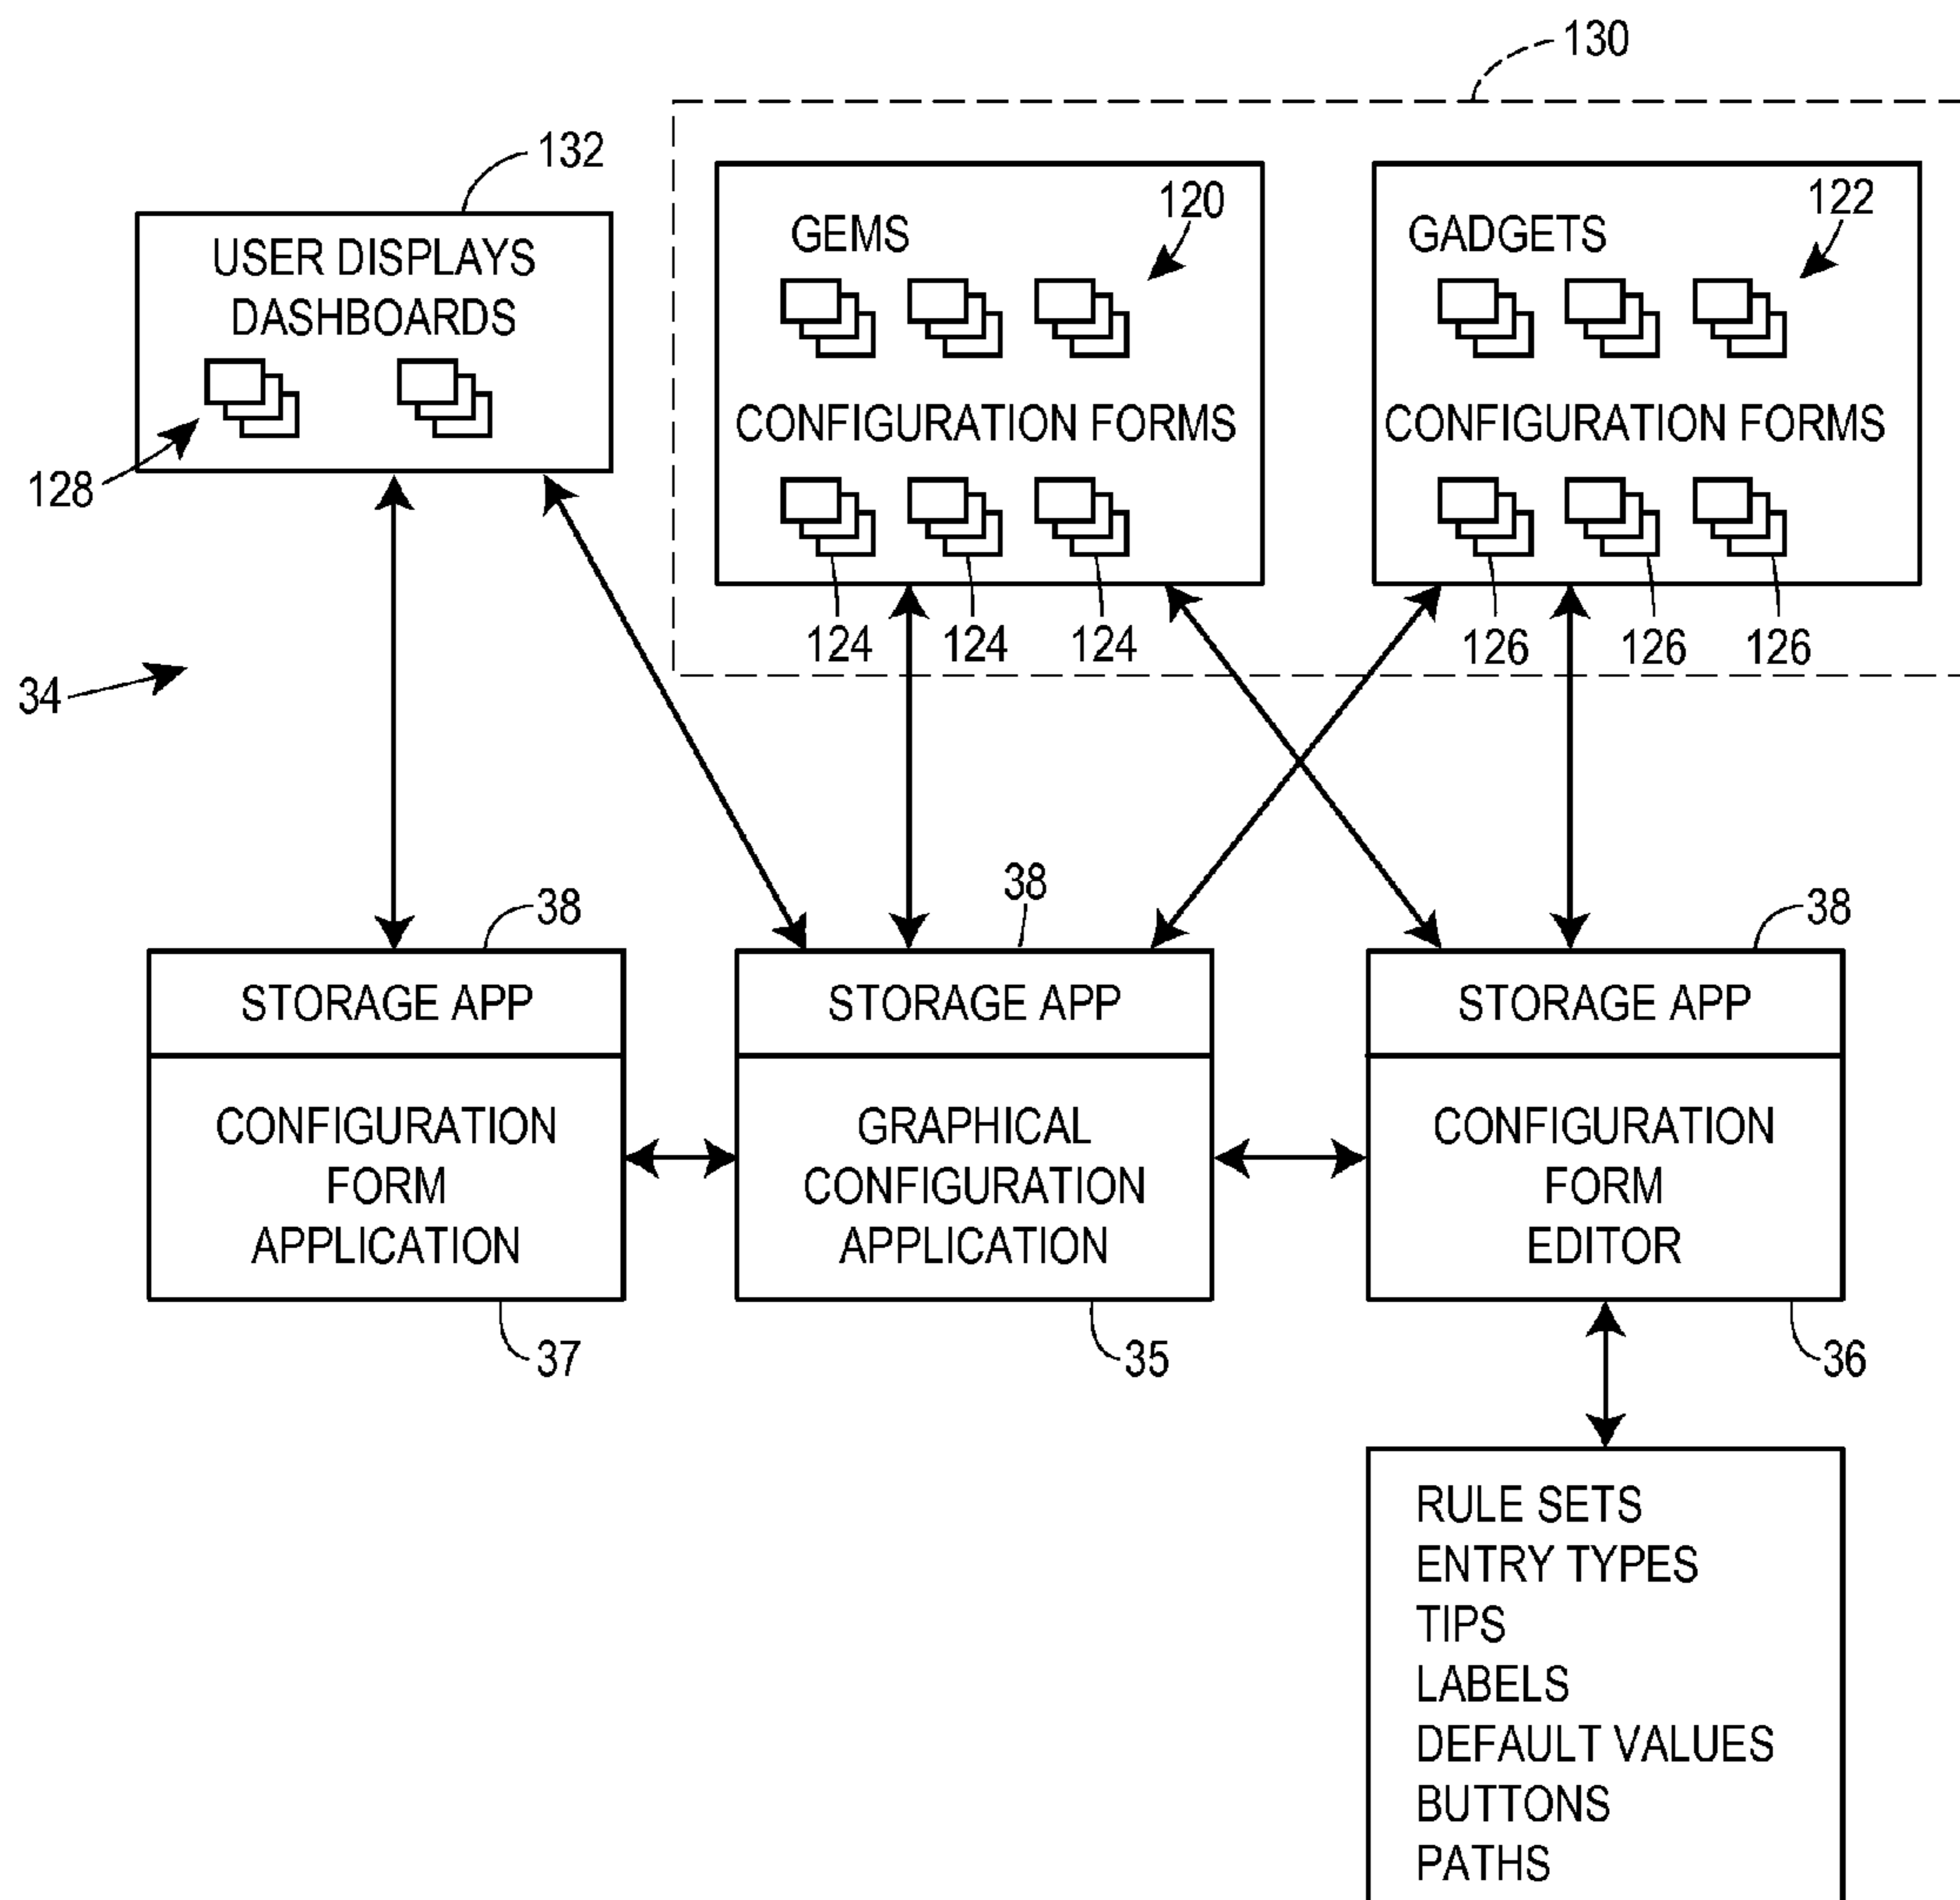 130
132
USER DISPLAYS
DASHBOARDS
128
GEMS
120
CONFIGURATION FORMS
124
124
124
GADGETS
122
CONFIGURATION FORMS
126
126
126
34
38
STORAGE APP
CONFIGURATION
FORM
APPLICATION
37
38
STORAGE APP
GRAPHICAL
CONFIGURATION
APPLICATION
35
38
STORAGE APP
CONFIGURATION
FORM
EDITOR
36
RULE SETS
ENTRY TYPES
TIPS
LABELS
DEFAULT VALUES
BUTTONS
PATHS